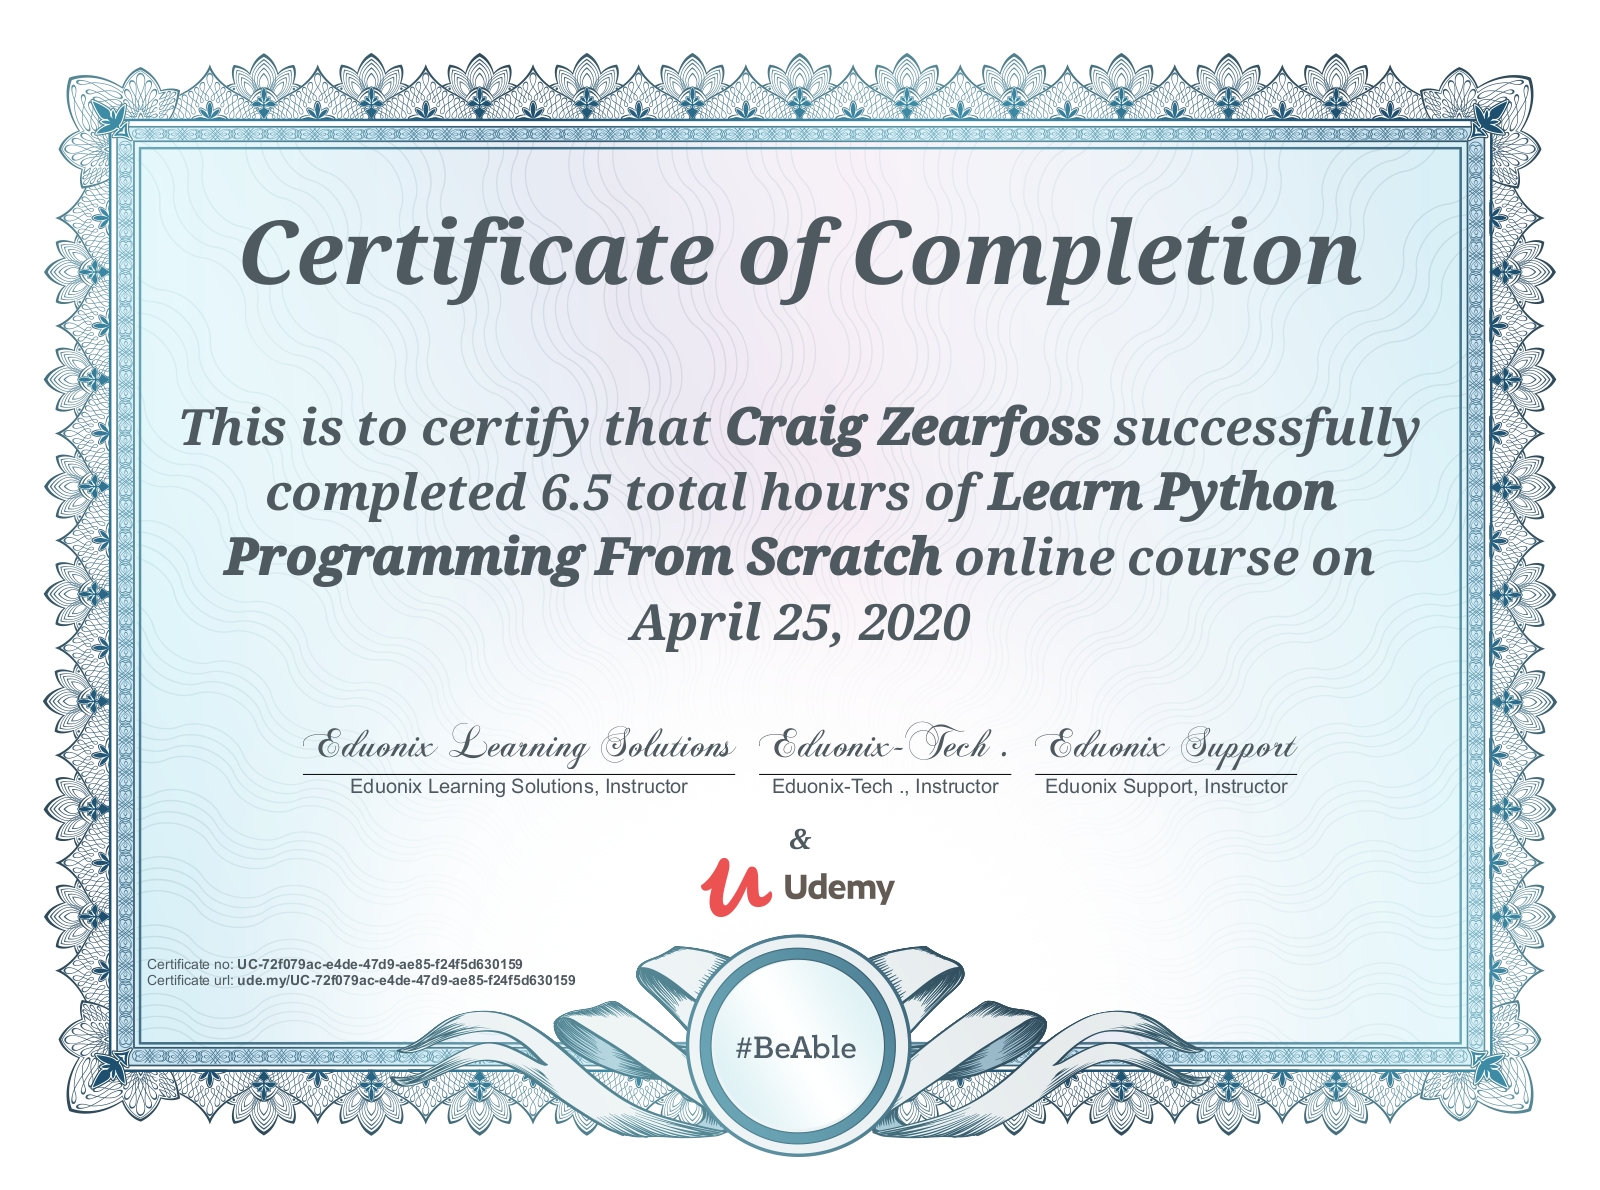 Certificate of Completion
This is to certify that Craig Zearfoss successfully
completed 6.5 total hours of Learn Python
Programming From Scratch online course on
April 25, 2020
Eduonix Learning Solutions Eduonix-Tech . Eduonix Support
Eduonix Learning Solutions, Instructor Eduonix-Tech ., Instructor Eduonix Support, Instructor
&
Udemy
Certificate no: UC-72f079ac-e4de-47d9-ae85-f24f5d630159
Certificate url: ude.my/UC-72f079ac-e4de-47d9-ae85-f24f5d630159
#BeAble